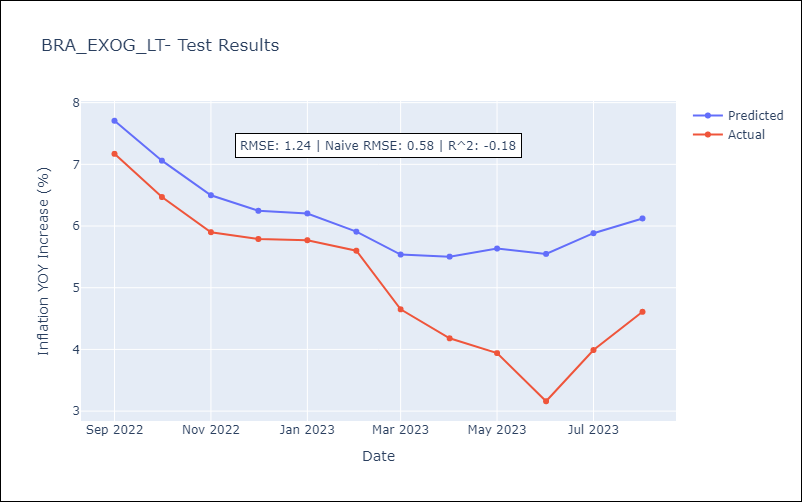 BRA_EXOG_LT- Test Results
8
Predicted
Actual
RMSE: 1.24 | Naive RMSE: 0.58 | R^2: -0.18
7
6
5
4
3
Inflation YOY Increase (%)
Sep 2022 Nov 2022 Jan 2023 Mar 2023 May 2023 Jul 2023
Date